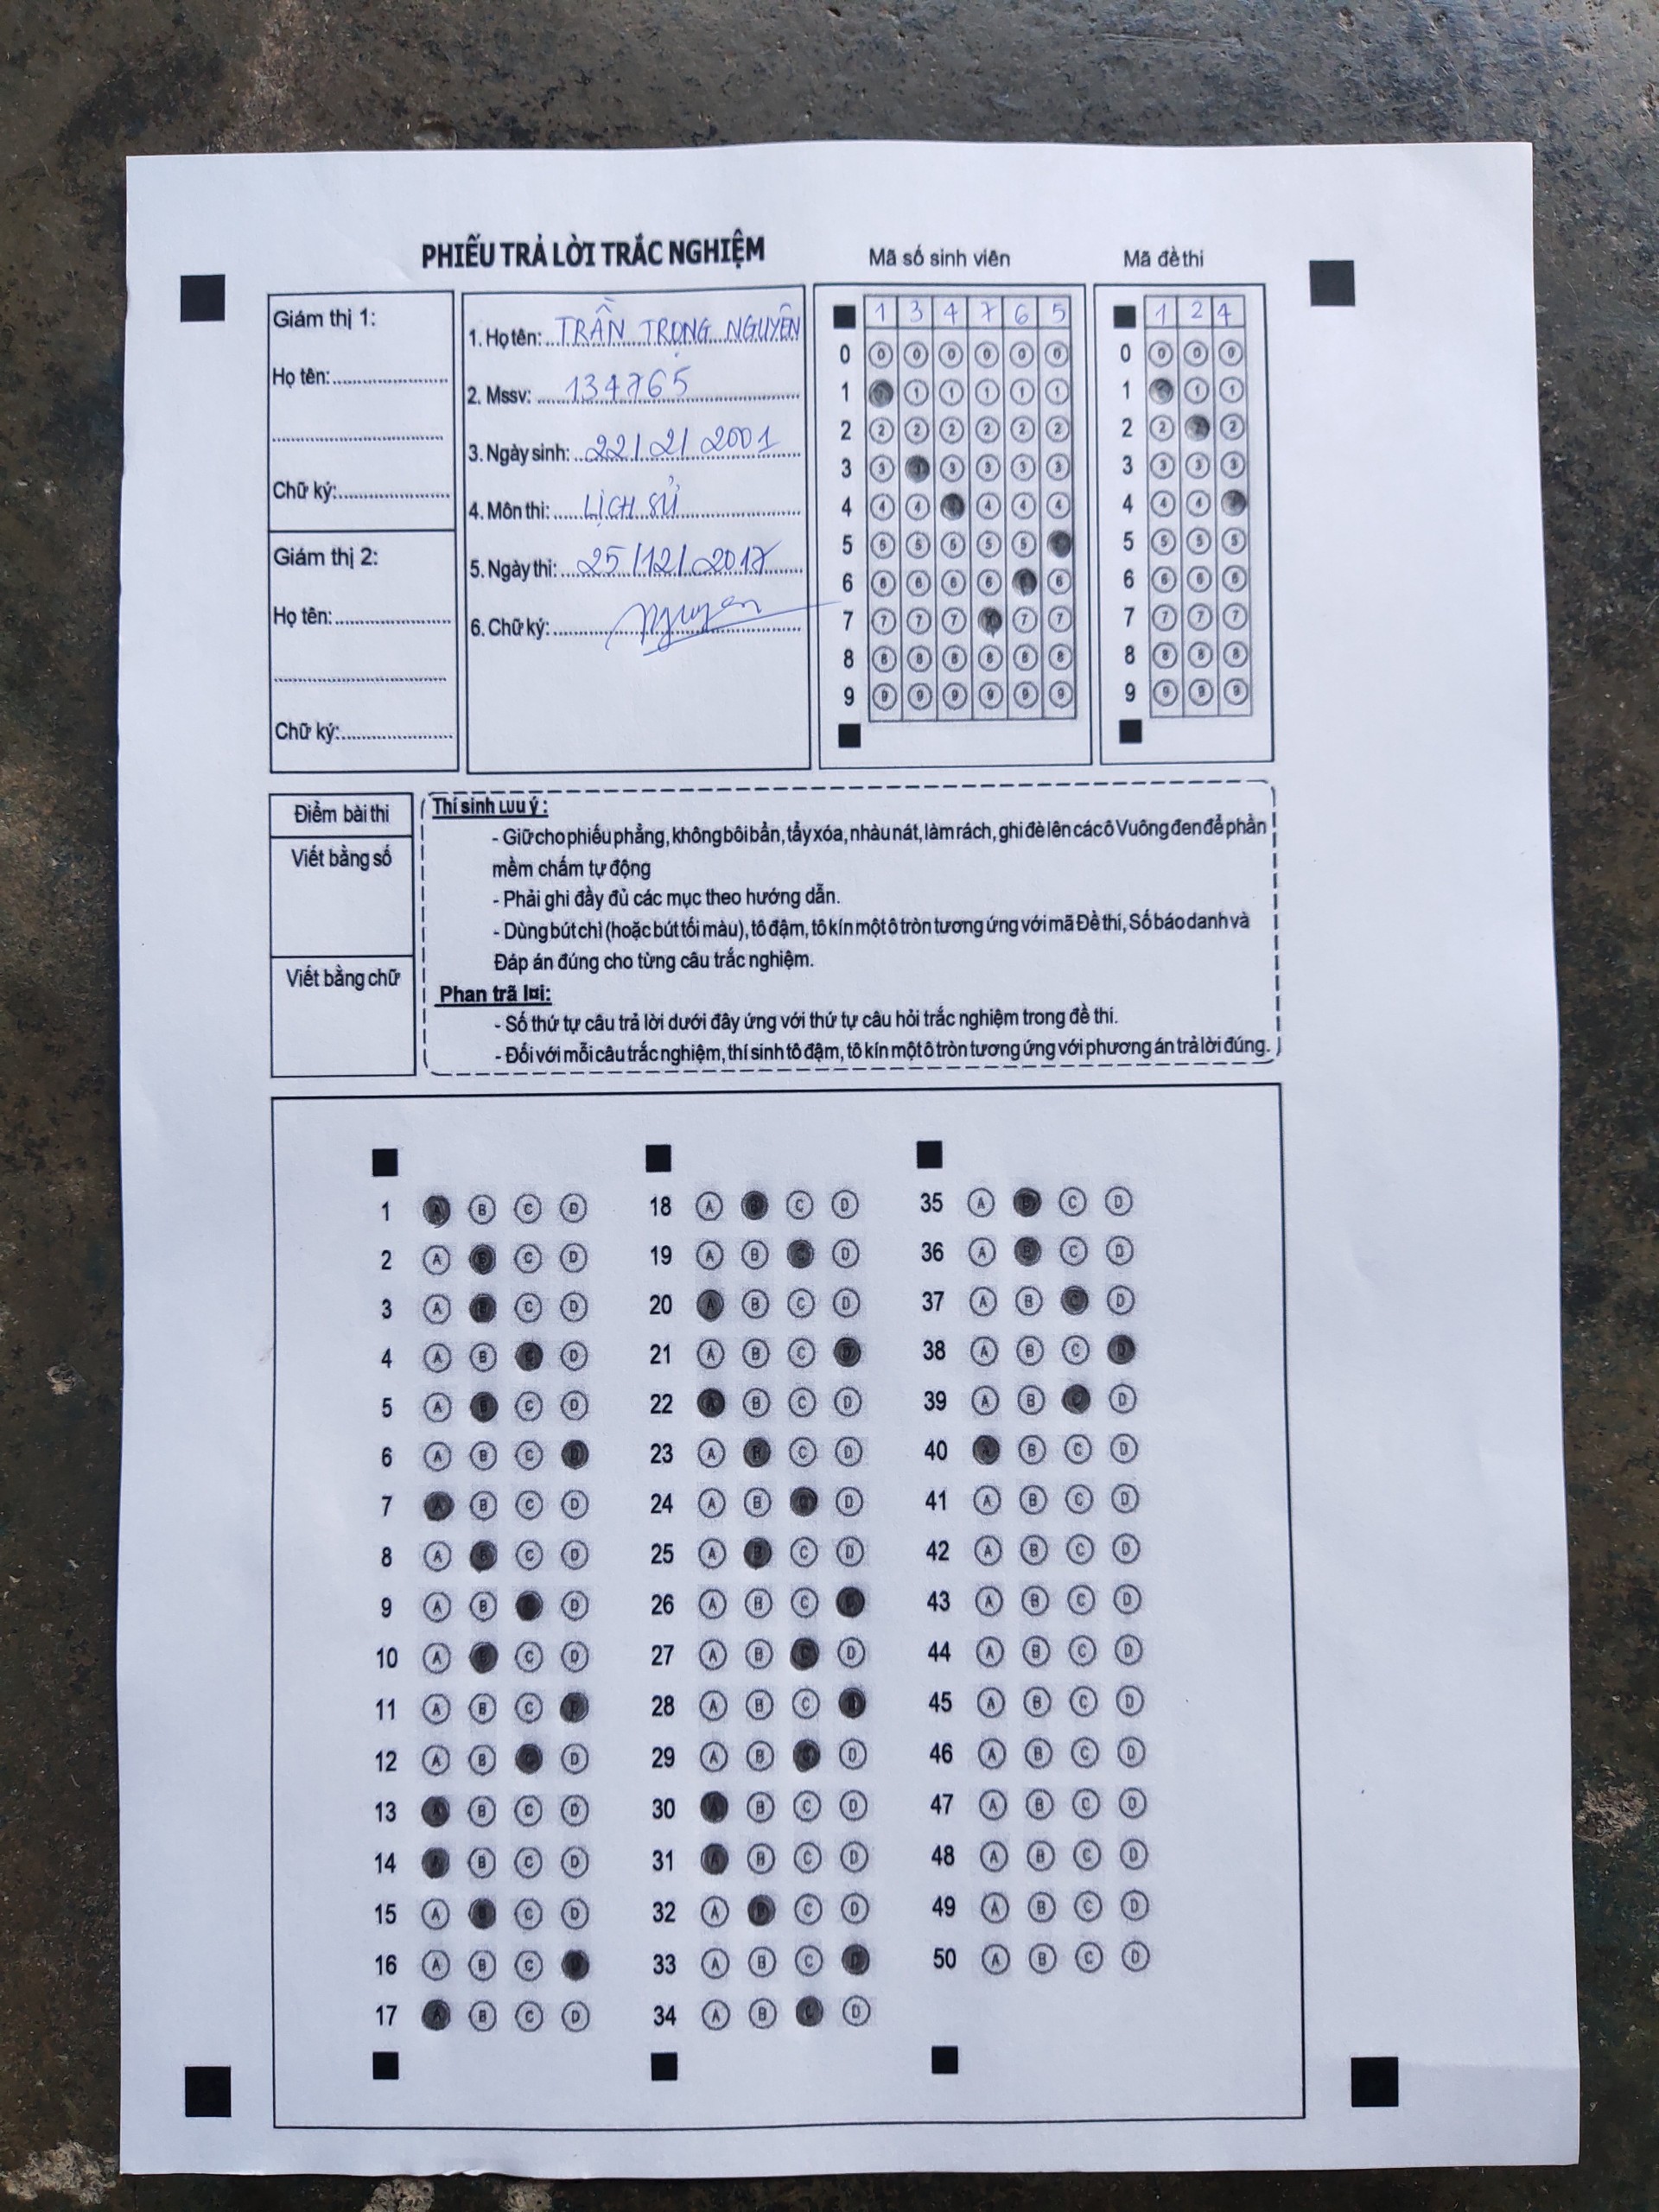 PHIẾU TRẢ LỜI TRẮC NGHIỆM
Mã số sinh viên
Mã đề thi
Giám thị 1:
Họ tên:
Chữ ký:
Giám thị 2:
Họ tên:
Chữ ký:
1. Họ tên: TRẦN TRỌNG NGUYÊN
2. Mssv: 134765
3. Ngày sinh: 22/2/2001
4. Môn thi: LỊCH SỬ
5. Ngày thi: 25/12/2017
6. Chữ ký: Nguyen
1 3 4 7 6 5
0 0 0 0 0 0 0
1 1 1 1 1 1
2 2 2 2 2 2 2
3 3 3 3 3 3 3
4 4 4 4 4 4
5 5 5 5 5 5
6 6 6 6 6 6 6
7 7 7 7 7 7
8 8 8 8 8 8 8
9 9 9 9 9 9 9
1 2 4
0 0 0 0
1 1 1
2 2 2 2
3 3 3 3
4 4 4
5 5 5 5
6 6 6 6
7 7 7 7
8 8 8 8
9 9 9 9
Điểm bài thi
Viết bằng số
Viết bằng chữ
Thí sinh Lưu ý :
- Giữ cho phiếu phẳng, không bôi bẩn, tẩy xóa, nhàu nát, làm rách, ghi đè lên các ô Vuông đen để phần
mềm chấm tự động
- Phải ghi đầy đủ các mục theo hướng dẫn.
- Dùng bút chì (hoặc bút tối màu), tô đậm, tô kín một ô tròn tương ứng với mã Đề thi, Số báo danh và
Đáp án đúng cho từng câu trắc nghiệm.
Phan trã l¤i:
- Số thứ tự câu trả lời dưới đây ứng với thứ tự câu hỏi trắc nghiệm trong đề thi.
- Đối với mỗi câu trắc nghiệm, thí sinh tô đậm, tô kín một ô tròn tương ứng với phương án trả lời đúng.
1 A B C D
2 A B C D
3 A B C D
4 A B C D
5 A B C D
6 A B C D
7 A B C D
8 A B C D
9 A B C
10 A B C D
11 A B C D
12 A B C D
13 A B C D
14 A B C D
15 A B C D
16 A B C D
17 A B C D
18 A B C D
19 A B C D
20 A B C D
21 A B C D
22 A B C D
23 A B C D
24 A B C D
25 A B C D
26 A B C D
27 A B C D
28 A B C D
29 A B C D
30 A B C D
31 A B C D
32 A B C D
33 A B C D
34 A B C D
35 A B C D
36 A B C D
37 A B C D
38 A B C D
39 A B C D
40 A B C D
41 A B C D
42 A B C D
43 A B C D
44 A B C D
45 A B C D
46 A B C D
47 A B C D
48 A B C D
49 A B C D
50 A B C D